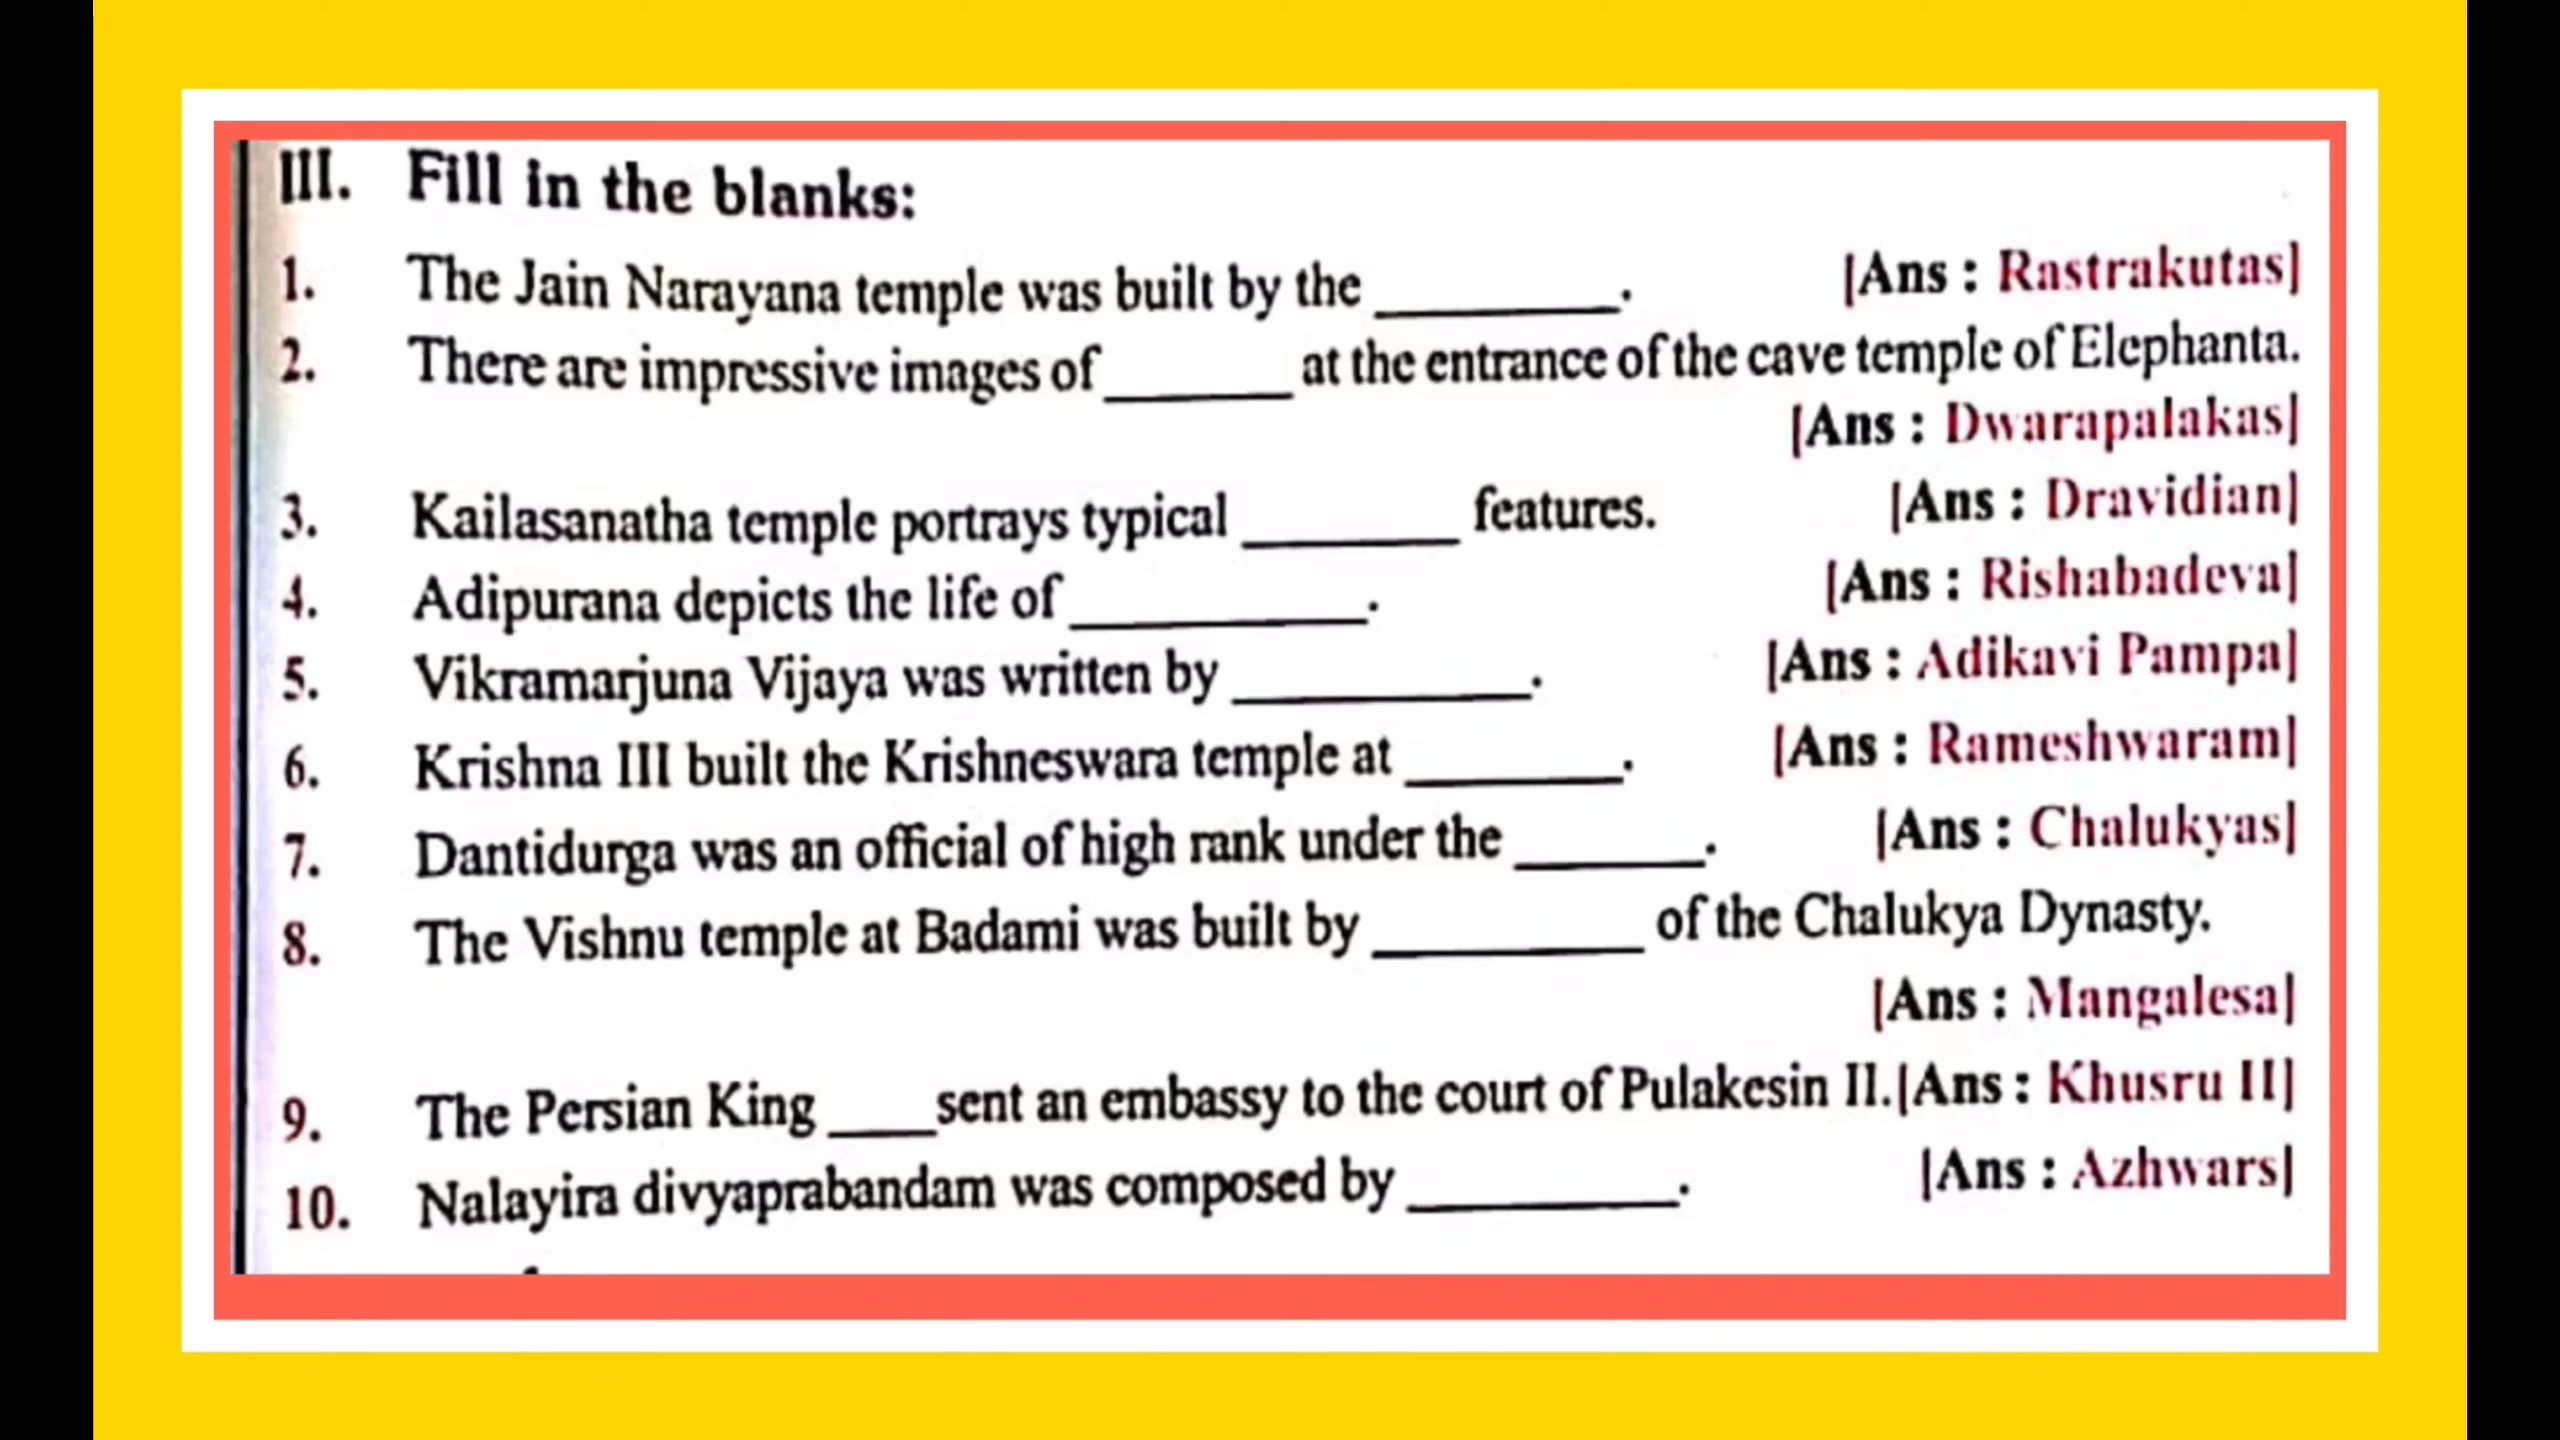 III. Fill in the blanks:
1. The Jain Narayana temple was built by the ________. [Ans : Rastrakutas]
2. There are impressive images of ______ at the entrance of the cave temple of Elephanta.
[Ans : Dwarapalakas]
3. Kailasanatha temple portrays typical _______ features. [Ans : Dravidian]
4. Adipurana depicts the life of __________. [Ans : Rishabadeva]
5. Vikramarjuna Vijaya was written by __________. [Ans : Adikavi Pampa]
6. Krishna III built the Krishneswara temple at _______. [Ans : Rameshwaram]
7. Dantidurga was an official of high rank under the ______. [Ans : Chalukyas]
8. The Vishnu temple at Badami was built by _________ of the Chalukya Dynasty.
[Ans : Mangalesa]
9. The Persian King ____sent an embassy to the court of Pulakesin II.[Ans : Khusru II]
10. Nalayira divyaprabandam was composed by _________. [Ans : Azhwars]